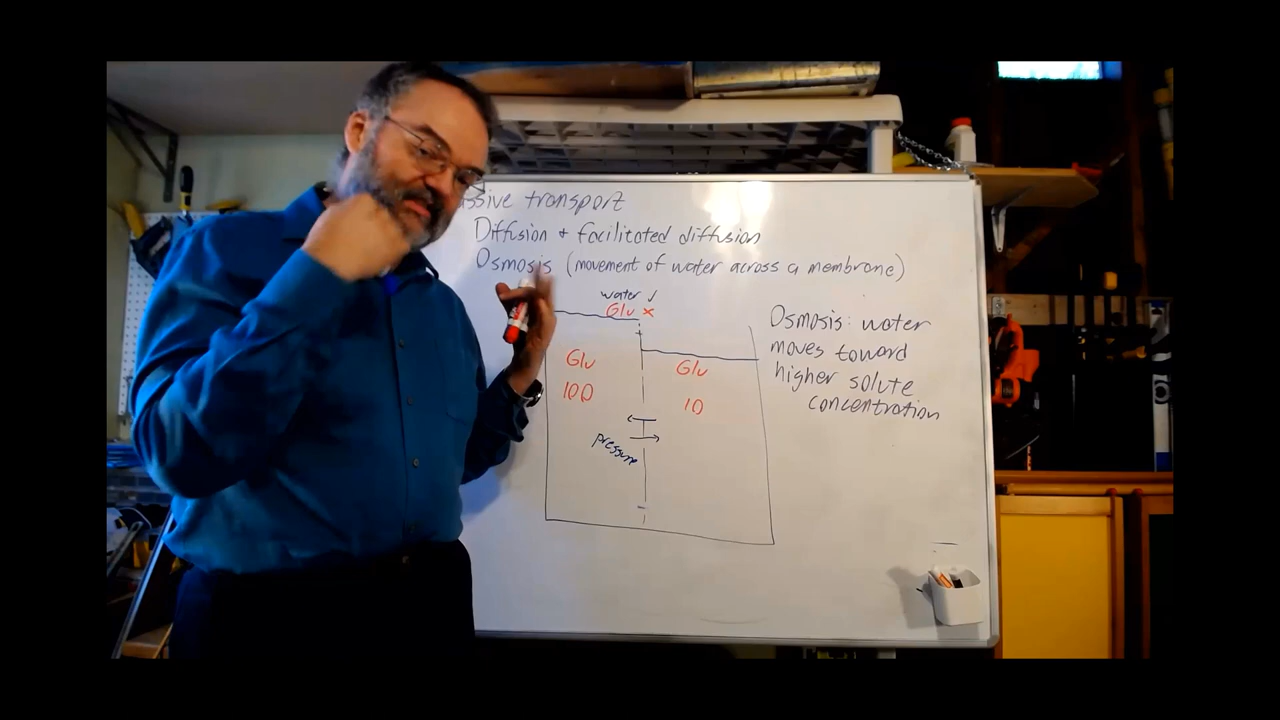 ssive transport
Diffusion + facilitated diffusion
Osmosis (movement of water across a membrane)
water ✓
Glu ×
Glu
100
Glu
10
pressure
Osmosis: water
moves toward
higher solute
concentration